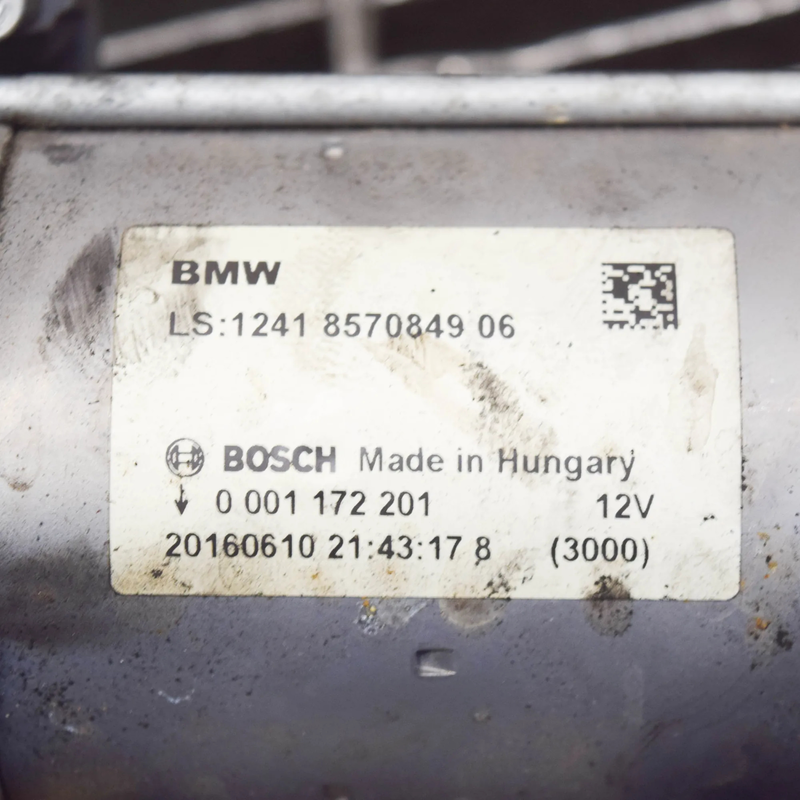 BMW
LS:1241 8570849 06
BOSCH Made in Hungary
0 001 172 201 12V
20160610 21:43:17 8 (3000)